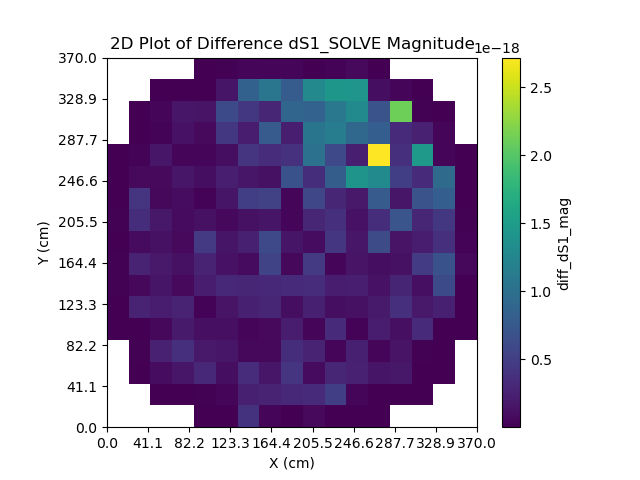 2D Plot of Difference dS1_SOLVE Magnitude
1e−18
370.0
328.9
287.7
246.6
205.5
164.4
123.3
82.2
41.1
0.0
Y (cm)
0.0 41.1 82.2 123.3 164.4 205.5 246.6 287.7 328.9 370.0
X (cm)
2.5
2.0
1.5
1.0
0.5
diff_dS1_mag